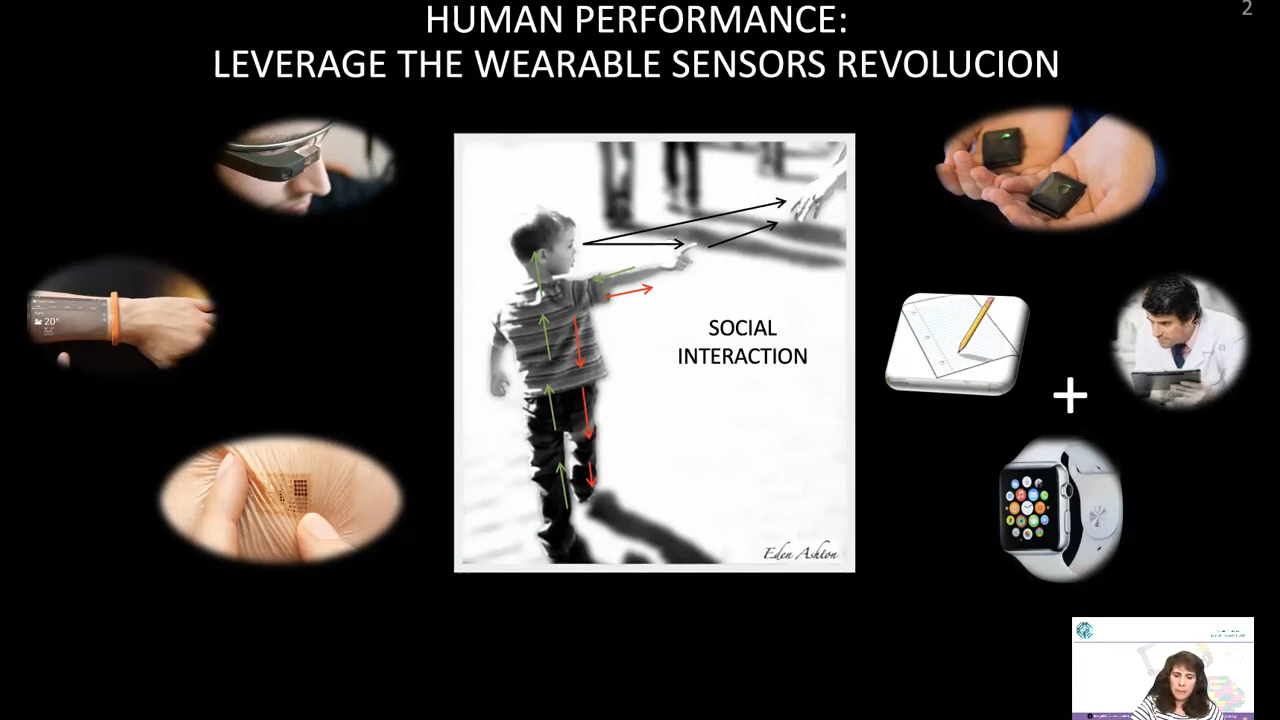 2
HUMAN PERFORMANCE:
LEVERAGE THE WEARABLE SENSORS REVOLUCION
20°
SOCIAL
INTERACTION
Eden Ashton